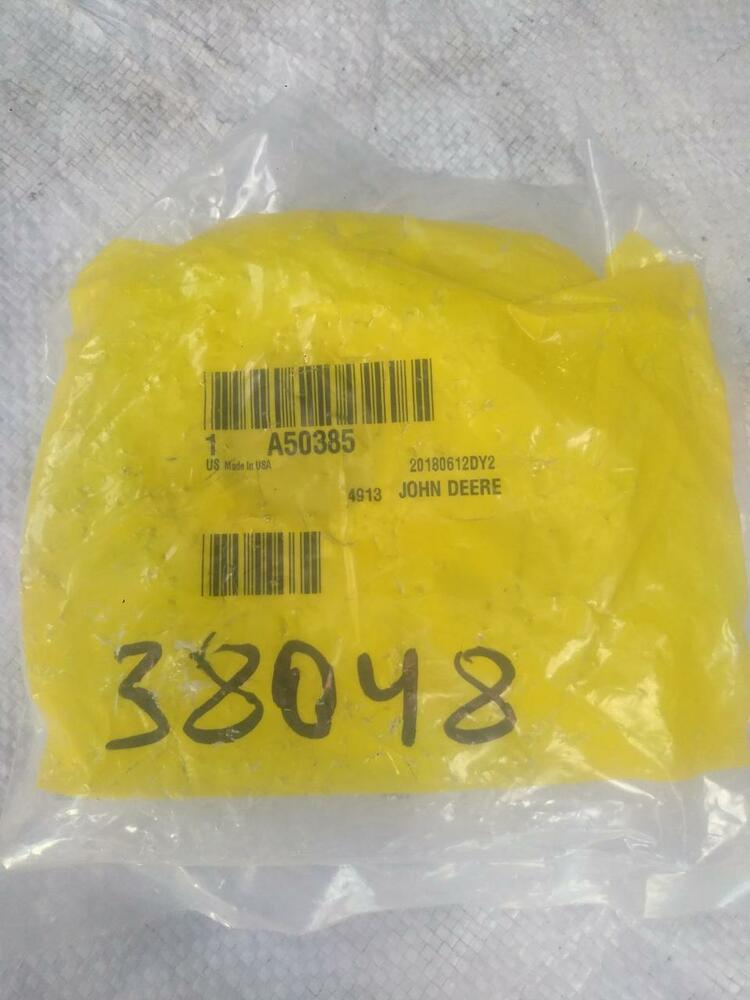 1 A50385
US Made In USA 20180612DY2
4913 JOHN DEERE
38048